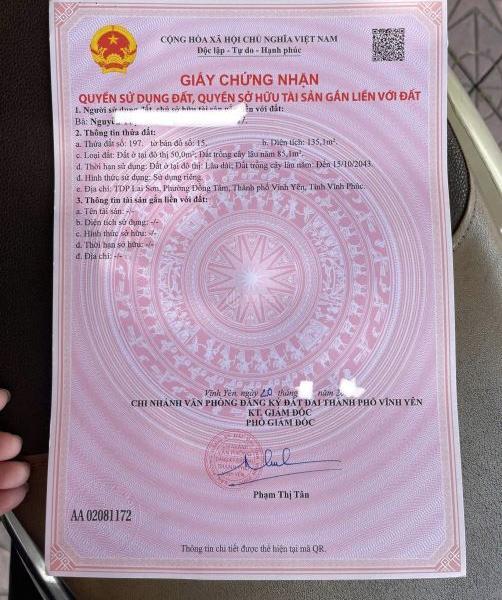 CỘNG HÒA XÃ HỘI CHỦ NGHĨA VIỆT NAM
Độc lập - Tự do - Hạnh phúc
GIẤY CHỨNG NHẬN
QUYỀN SỬ DỤNG ĐẤT, QUYỀN SỞ HỮU TÀI SẢN GẮN LIỀN VỚI ĐẤT
1. Người sử dụng đất, chủ sở hữu tài sản gắn liền với đất:
Bà:
2. Thông tin thửa đất:
a. Thửa đất số: 197, tờ bản đồ số: 15. b. Diện tích: 135,1m².
c. Loại đất: Đất ở tại đô thị 50,0m²; Đất trồng cây lâu năm 85,1m².
d. Thời hạn sử dụng: Đất ở tại đô thị: Lâu dài; Đất trồng cây lâu năm: Đến 15/10/2043.
đ. Hình thức sử dụng: Sử dụng riêng.
e. Địa chỉ: TDP Lai Sơn, Phường Đồng Tâm, Thành phố Vĩnh Yên, Tỉnh Vĩnh Phúc.
3. Thông tin tài sản gắn liền với đất:
a. Tên tài sản: -/-
b. Diện tích sử dụng: -/-
c. Hình thức sở hữu: -/-
d. Thời hạn sở hữu: -/-
đ. Địa chỉ: -/-
Vĩnh Yên, ngày 20 tháng năm
CHI NHÁNH VĂN PHÒNG ĐĂNG KÝ ĐẤT ĐAI THÀNH PHỐ VĨNH YÊN
KT. GIÁM ĐỐC
PHÓ GIÁM ĐỐC
Phạm Thị Tân
AA 02081172
Thông tin chi tiết được thể hiện tại mã QR.